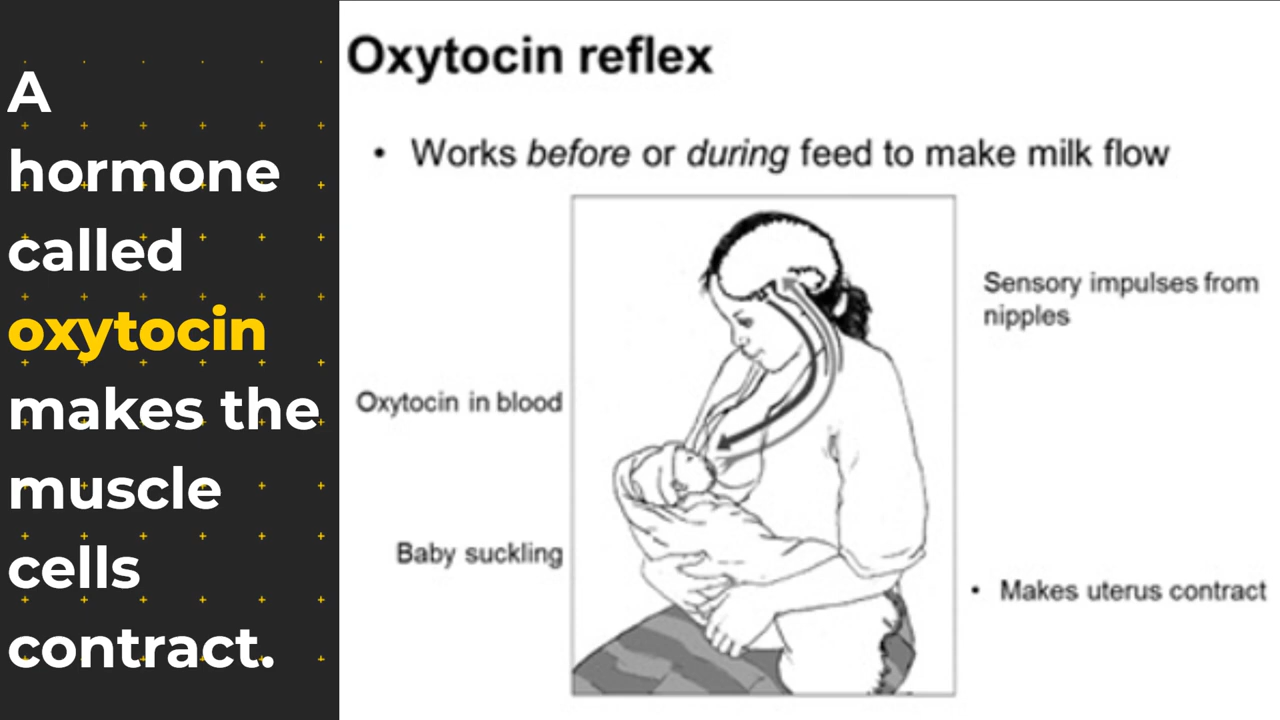 A
hormone
called
oxytocin
makes the
muscle
cells
contract.
Oxytocin reflex
• Works before or during feed to make milk flow
Sensory impulses from
nipples
Oxytocin in blood
Baby suckling
• Makes uterus contract